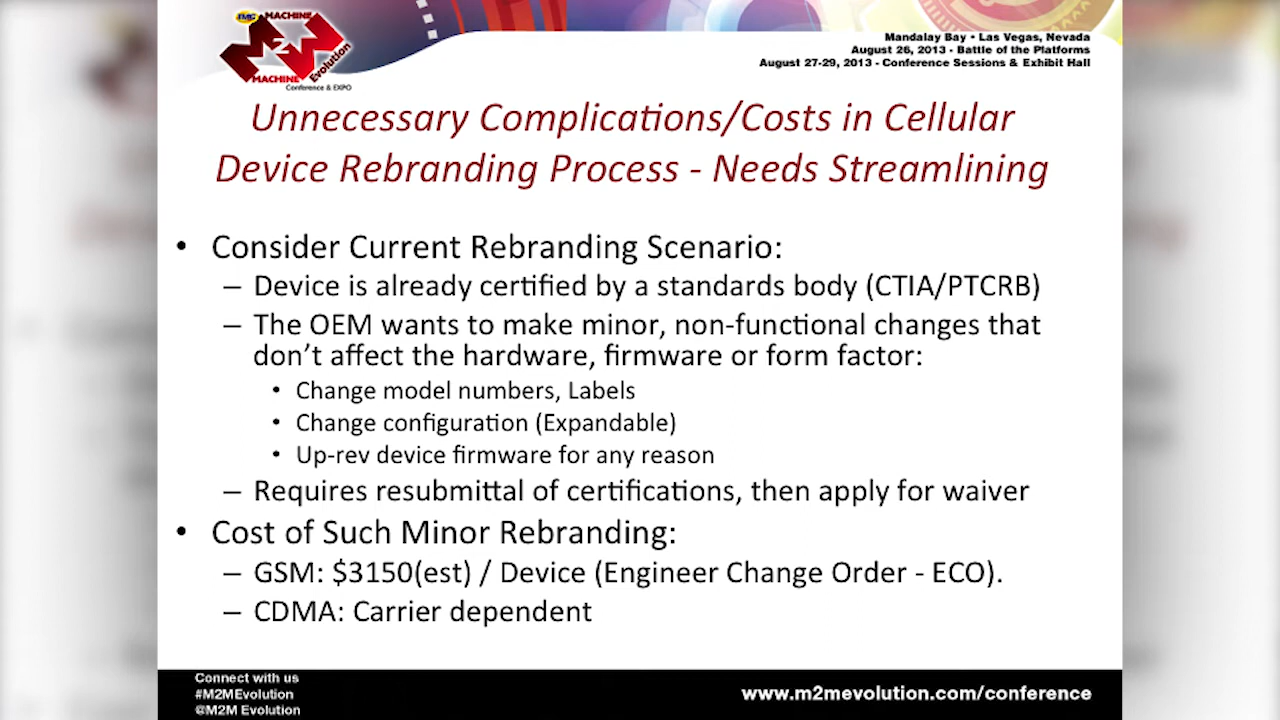 TMC MACHINE
M2M
MACHINE
Evolution
Conference & EXPO
Mandalay Bay • Las Vegas, Nevada
August 26, 2013 - Battle of the Platforms
August 27-29, 2013 - Conference Sessions & Exhibit Hall
Unnecessary Complications/Costs in Cellular
Device Rebranding Process - Needs Streamlining
• Consider Current Rebranding Scenario:
– Device is already certified by a standards body (CTIA/PTCRB)
– The OEM wants to make minor, non-functional changes that
don’t affect the hardware, firmware or form factor:
• Change model numbers, Labels
• Change configuration (Expandable)
• Up-rev device firmware for any reason
– Requires resubmittal of certifications, then apply for waiver
• Cost of Such Minor Rebranding:
– GSM: $3150(est) / Device (Engineer Change Order - ECO).
– CDMA: Carrier dependent
Connect with us
#M2MEvolution
@M2M Evolution
www.m2mevolution.com/conference